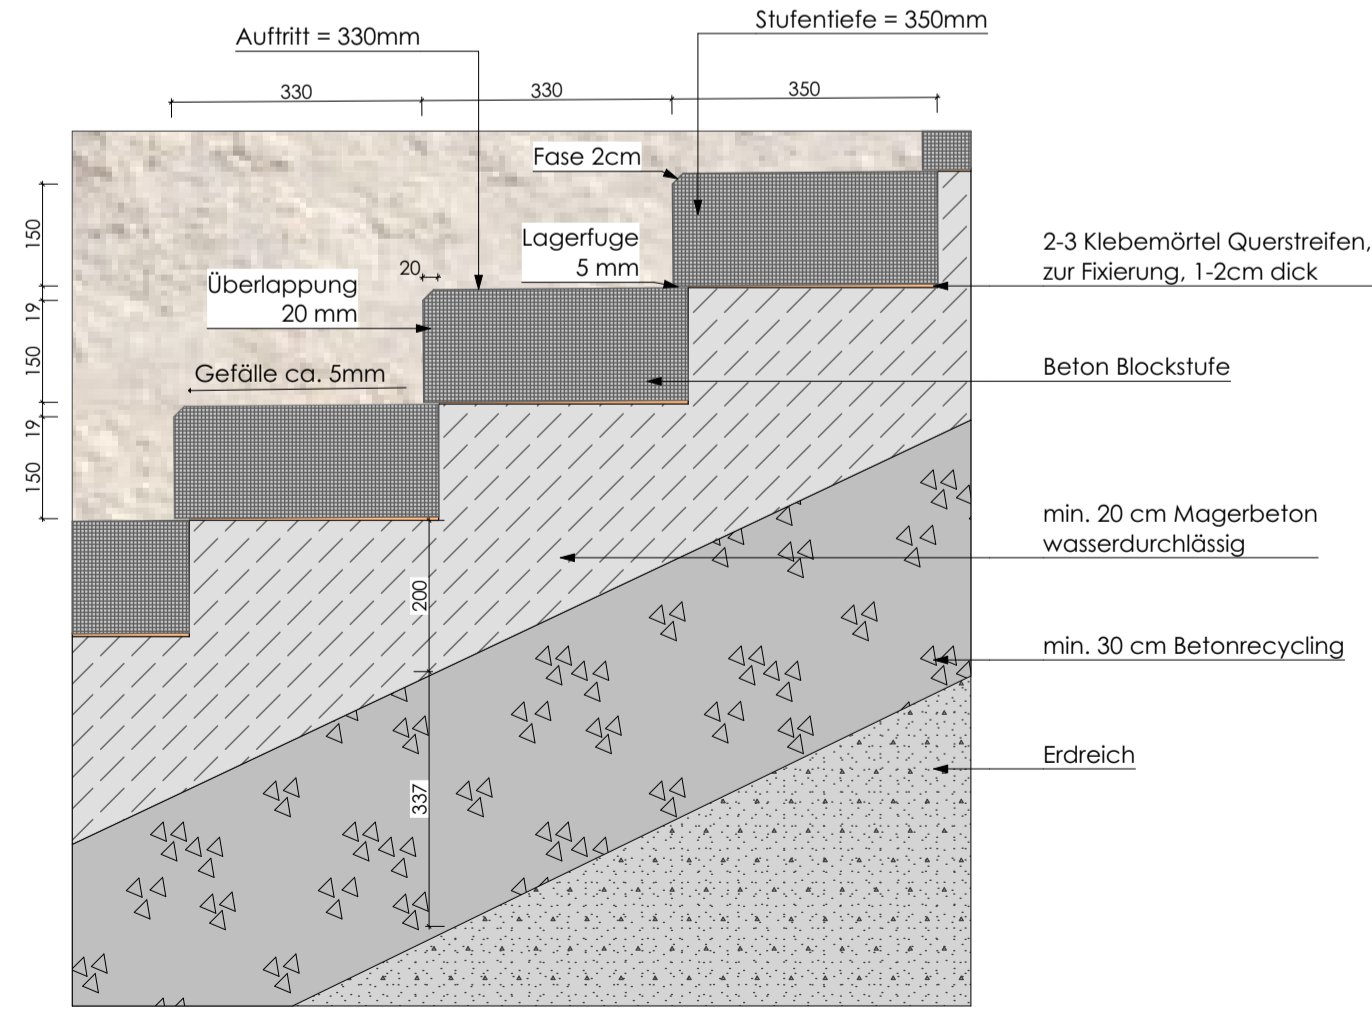 Stufentiefe = 350mm
Auftritt = 330mm
330
330
350
Fase 2cm
150
Lagerfuge
5 mm
2-3 Klebemörtel Querstreifen,
zur Fixierung, 1-2cm dick
20
Überlappung
20 mm
19
150
Gefälle ca. 5mm
Beton Blockstufe
19
150
min. 20 cm Magerbeton
wasserdurchlässig
200
min. 30 cm Betonrecycling
337
Erdreich